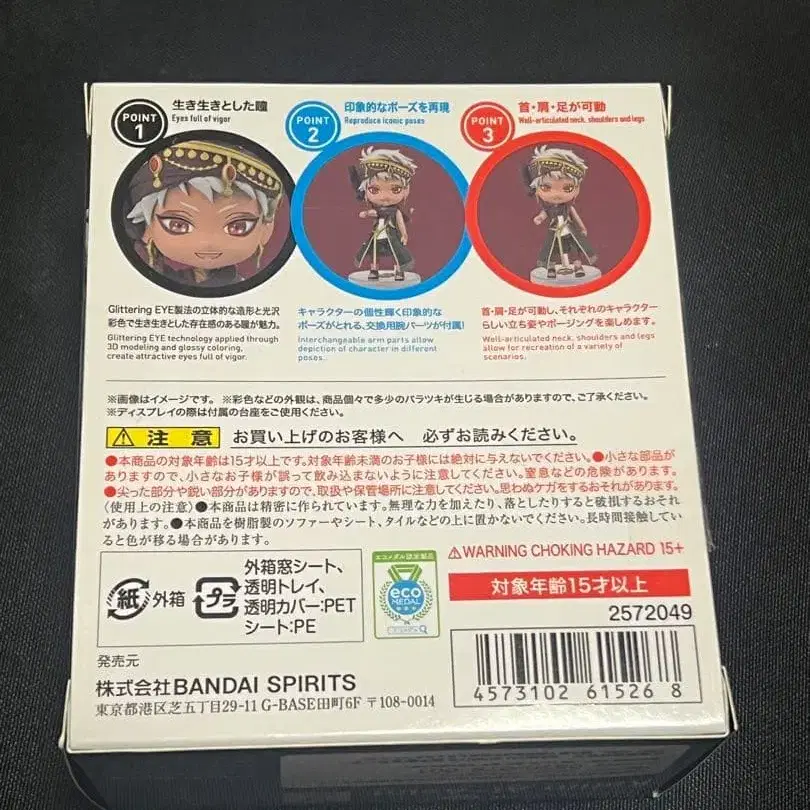 POINT 1
生き生きとした瞳
Eyes full of vigor
POINT 2
印象的なポーズを再現
Reproduce iconic poses
POINT 3
首・肩・足が可動
Well-articulated neck, shoulders and legs
Glittering EYE製法の立体的な造形と光沢
彩色で生き生きとした存在感のある瞳が魅力。
Glittering EYE technology applied through
3D modeling and glossy coloring,
create attractive eyes full of vigor.
キャラクターの個性輝く印象的な
ポーズがとれる、交換用腕パーツが付属!
Interchangeable arm parts allow
depiction of character in different
poses.
首・肩・足が可動し、それぞれのキャラクター
らしい立ち姿やポージングを楽しめます。
Well-articulated neck, shoulders and legs
allow for recreation of a variety of
scenarios.
※画像はイメージです。 ※彩色などの外観は、商品個々で多少のバラツキが生じる場合がありますので、ご了承ください。
※ディスプレイの際は付属の台座をご使用ください。
注意 お買い上げのお客様へ 必ずお読みください。
●本商品の対象年齢は15才以上です。対象年齢未満のお子様には絶対に与えないでください。●小さな部品が
ありますので、小さなお子様が誤って飲み込まないように注意してください。窒息などの危険があります。
●尖った部分や鋭い部分がありますので、取扱や保管場所に注意してください。思わぬケガをするおそれがあります。
〈使用上の注意〉●本商品は精密に作られています。無理な力を加えたり、落としたりすると破損するおそれ
があります。●本商品を樹脂製のソファーやシート、タイルなどの上に置かないでください。長時間接触してい
ると色が移る場合があります。
紙 外箱
プラ
外箱窓シート、
透明トレイ、
透明カバー:PET
シート:PE
エコメダル認定製品
eco
MEDAL
⚠WARNING CHOKING HAZARD 15+
対象年齢15才以上
2572049
4573102 61526 8
発売元
株式会社BANDAI SPIRITS
東京都港区芝五丁目29-11 G-BASE田町6F 〒108-0014